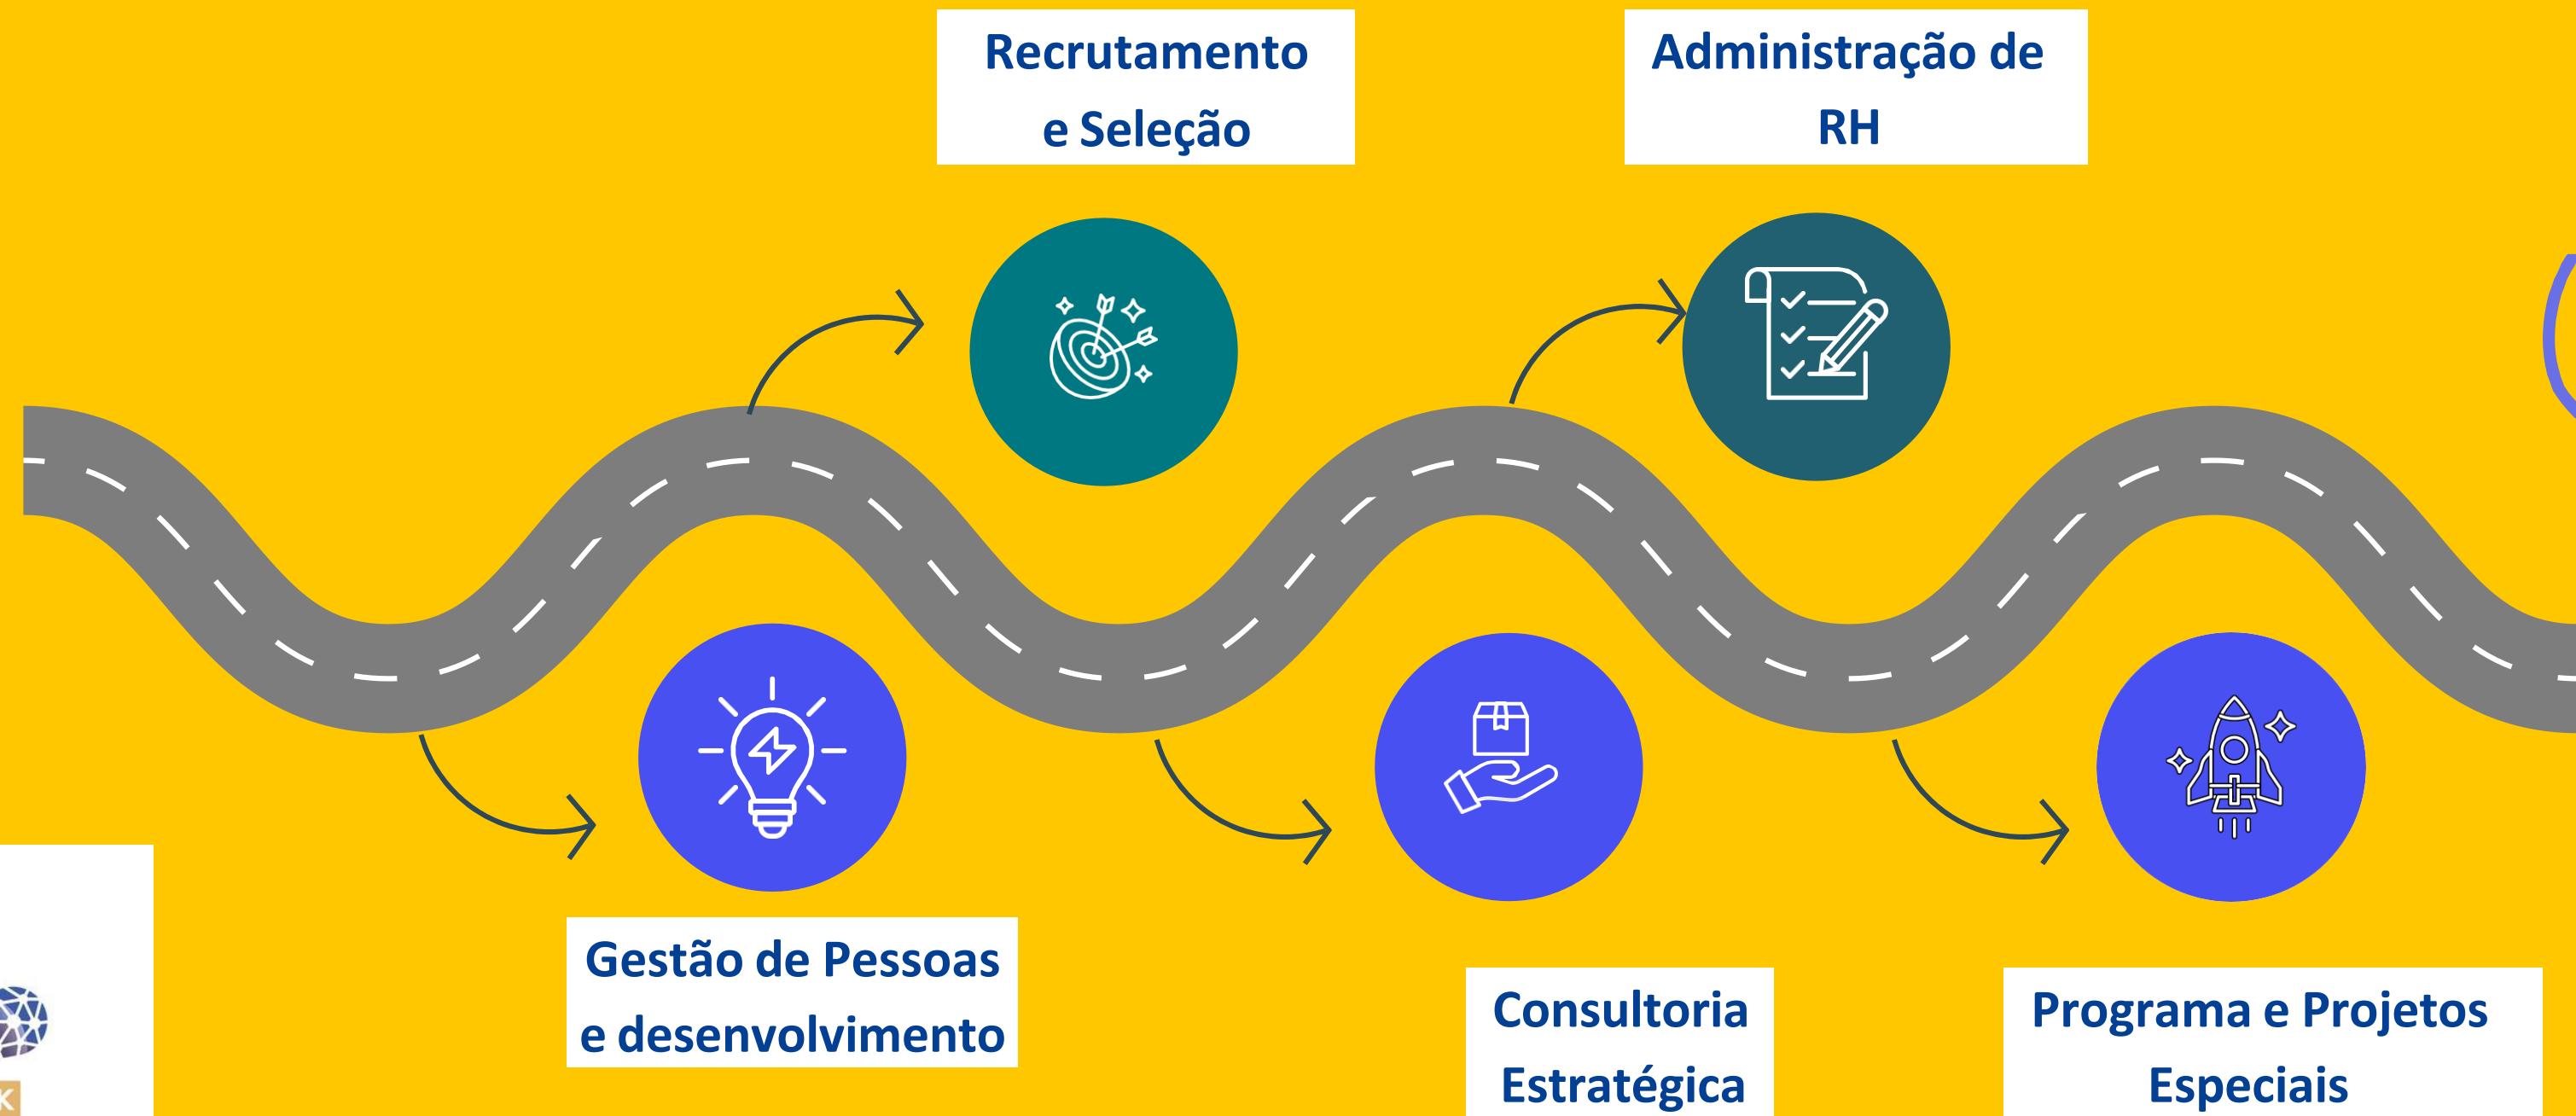 Recrutamento
e Seleção
Administração de
RH
Gestão de Pessoas
e desenvolvimento
Consultoria
Estratégica
Programa e Projetos
Especiais
K